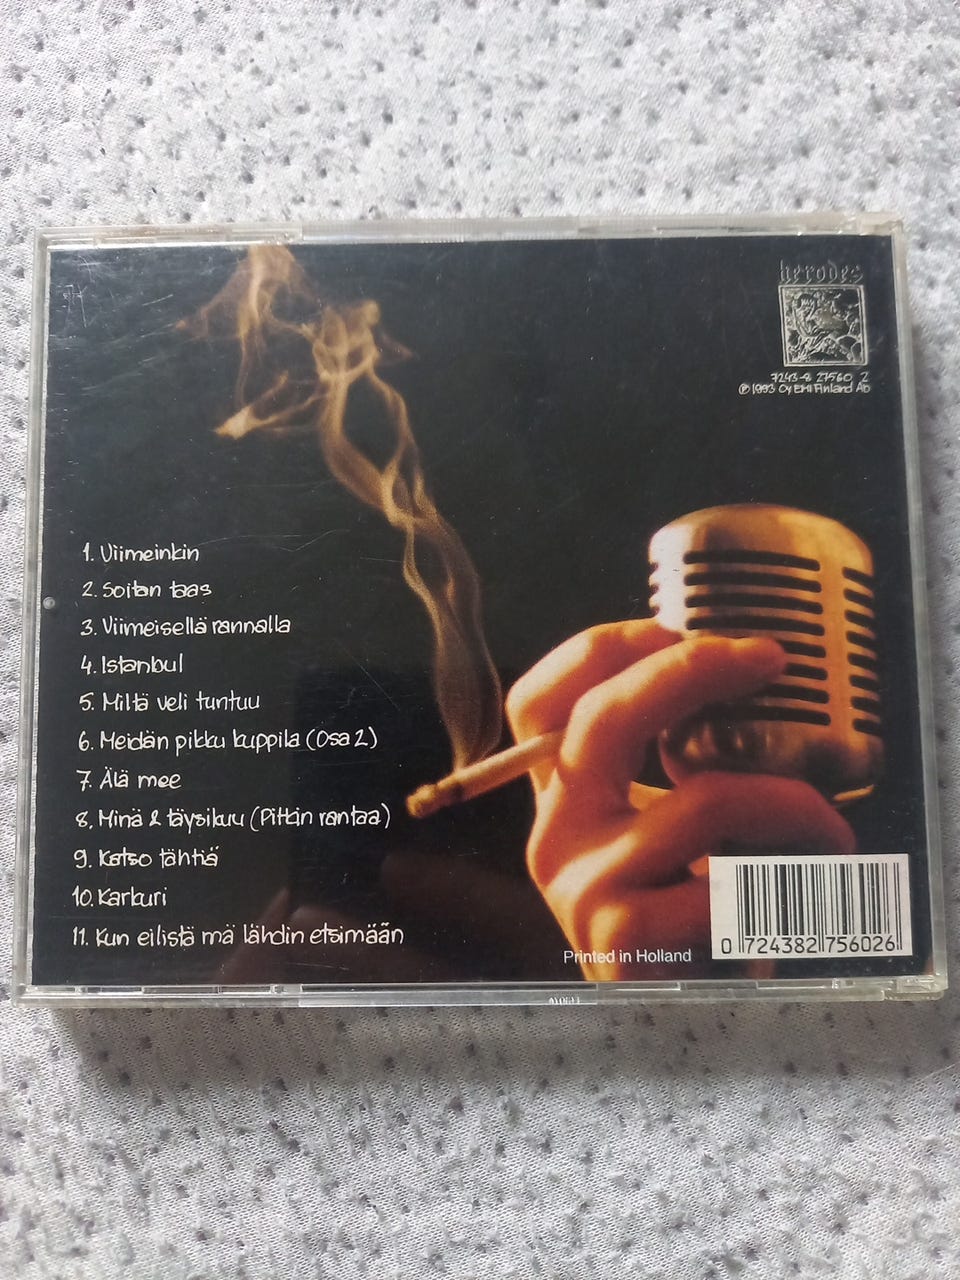 herodes
7243-8 27560 2
℗ 1993 Oy EMI Finland Ab
1. Viimeinkin
2. Soitan taas
3. Viimeisellä rannalla
4. Istanbul
5. Miltä veli tuntuu
6. Meidän pikku kuppila (Osa 2)
7. Älä mee
8. Minä & täysikuu (Pitkin rantaa)
9. Katso tähtiä
10. Karkuri
11. Kun eilistä mä lähdin etsimään
Printed in Holland
0 724382 756026